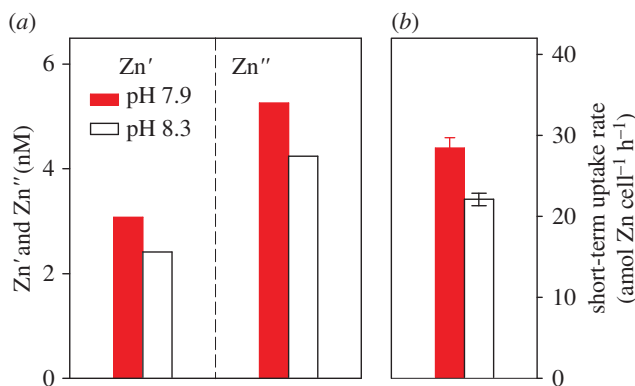 (a)
(b)
Zn′ Zn″
pH 7.9
pH 8.3
6
4
2
0
Zn′ and Zn″ (nM)
40
30
20
10
0
short-term uptake rate
(amol Zn cell⁻¹ h⁻¹)